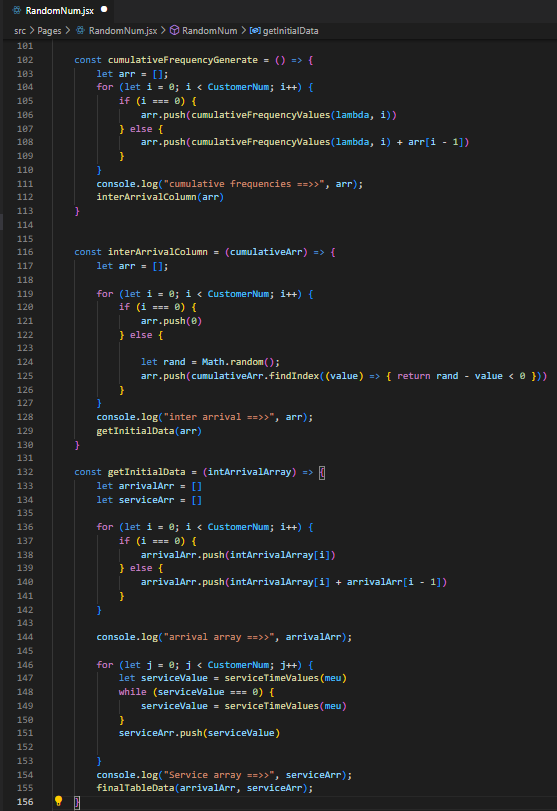 RandomNum.jsx
src > Pages > RandomNum.jsx > RandomNum > getInitialData
101
102 const cumulativeFrequencyGenerate = () => {
103 let arr = [];
104 for (let i = 0; i < CustomerNum; i++) {
105 if (i === 0) {
106 arr.push(cumulativeFrequencyValues(lambda, i))
107 } else {
108 arr.push(cumulativeFrequencyValues(lambda, i) + arr[i - 1])
109 }
110 }
111 console.log("cumulative frequencies ==>>", arr);
112 interArrivalColumn(arr)
113 }
114
115
116 const interArrivalColumn = (cumulativeArr) => {
117 let arr = [];
118
119 for (let i = 0; i < CustomerNum; i++) {
120 if (i === 0) {
121 arr.push(0)
122 } else {
123
124 let rand = Math.random();
125 arr.push(cumulativeArr.findIndex((value) => { return rand - value < 0 }))
126 }
127 }
128 console.log("inter arrival ==>>", arr);
129 getInitialData(arr)
130 }
131
132 const getInitialData = (intArrivalArray) => {
133 let arrivalArr = []
134 let serviceArr = []
135
136 for (let i = 0; i < CustomerNum; i++) {
137 if (i === 0) {
138 arrivalArr.push(intArrivalArray[i])
139 } else {
140 arrivalArr.push(intArrivalArray[i] + arrivalArr[i - 1])
141 }
142 }
143
144 console.log("arrival array ==>>", arrivalArr);
145
146 for (let j = 0; j < CustomerNum; j++) {
147 let serviceValue = serviceTimeValues(meu)
148 while (serviceValue === 0) {
149 serviceValue = serviceTimeValues(meu)
150 }
151 serviceArr.push(serviceValue)
152
153 }
154 console.log("Service array ==>>", serviceArr);
155 finalTableData(arrivalArr, serviceArr);
156 }